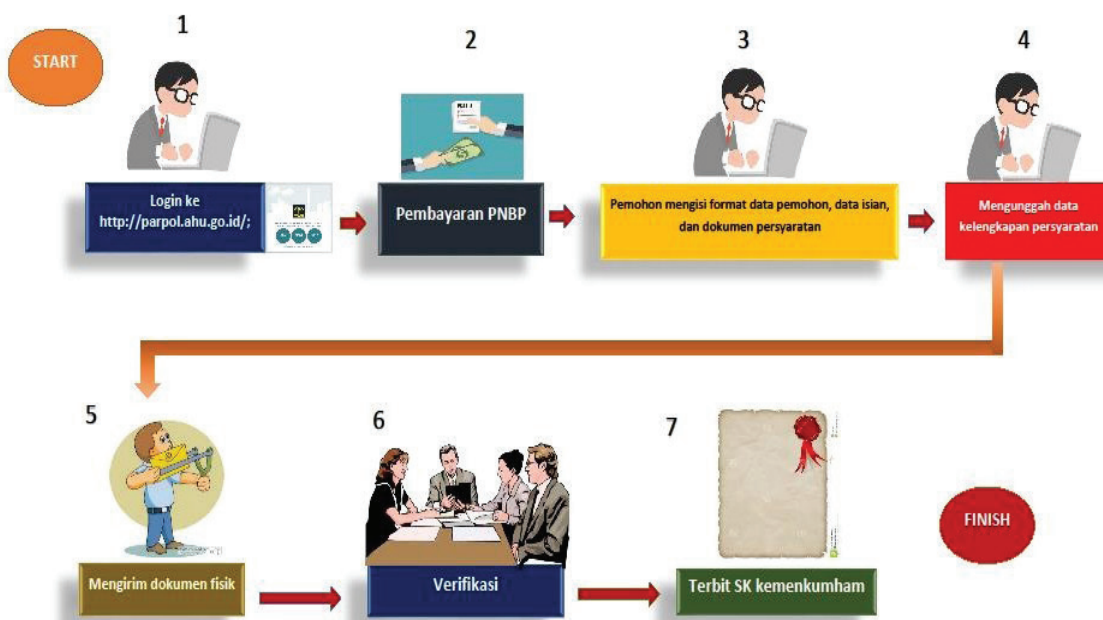 START
1
2
3
4
Login ke
http://parpol.ahu.go.id/;
Pembayaran PNBP
Pemohon mengisi format data pemohon, data isian,
dan dokumen persyaratan
Mengunggah data
kelengkapan persyaratan
5
6
7
Mengirim dokumen fisik
Verifikasi
Terbit SK kemenkumham
FINISH